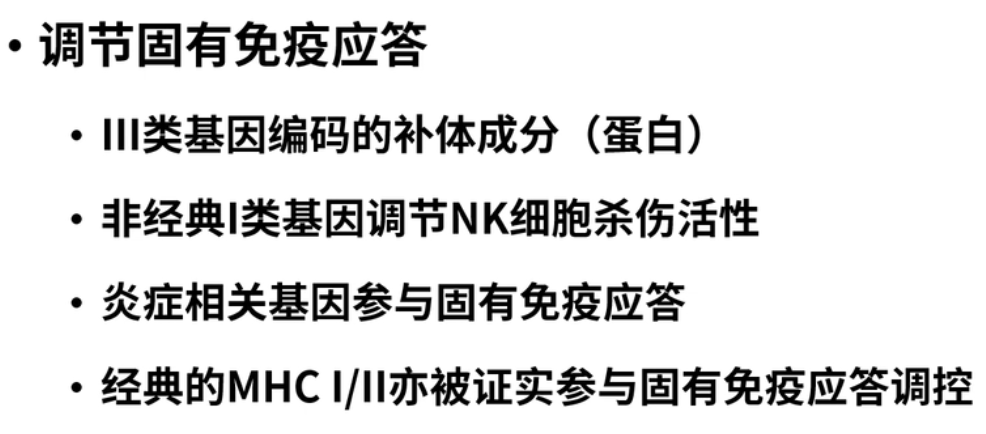 • 调节固有免疫应答
• III类基因编码的补体成分（蛋白）
• 非经典I类基因调节NK细胞杀伤活性
• 炎症相关基因参与固有免疫应答
• 经典的MHC I/II亦被证实参与固有免疫应答调控